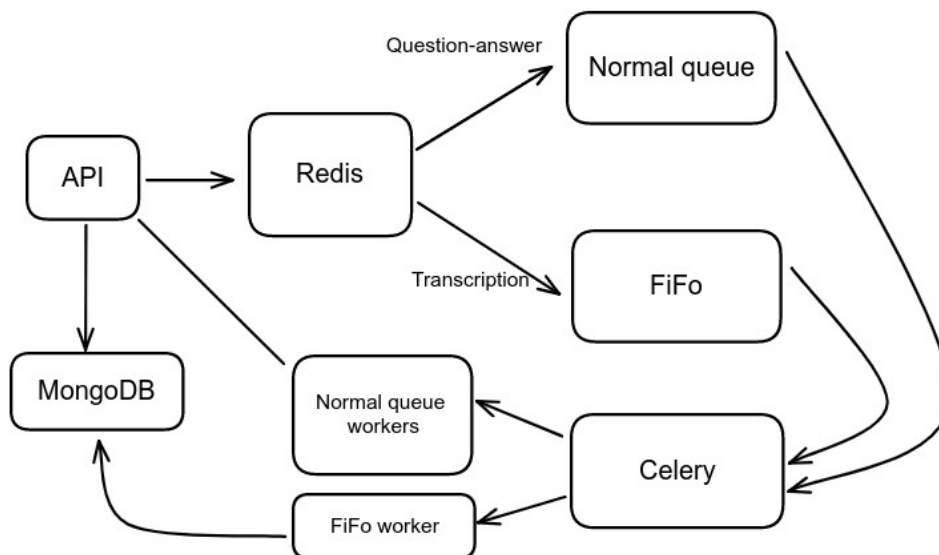 Question-answer
Normal queue
API
Redis
Transcription
FiFo
MongoDB
Normal queue
workers
Celery
FiFo worker